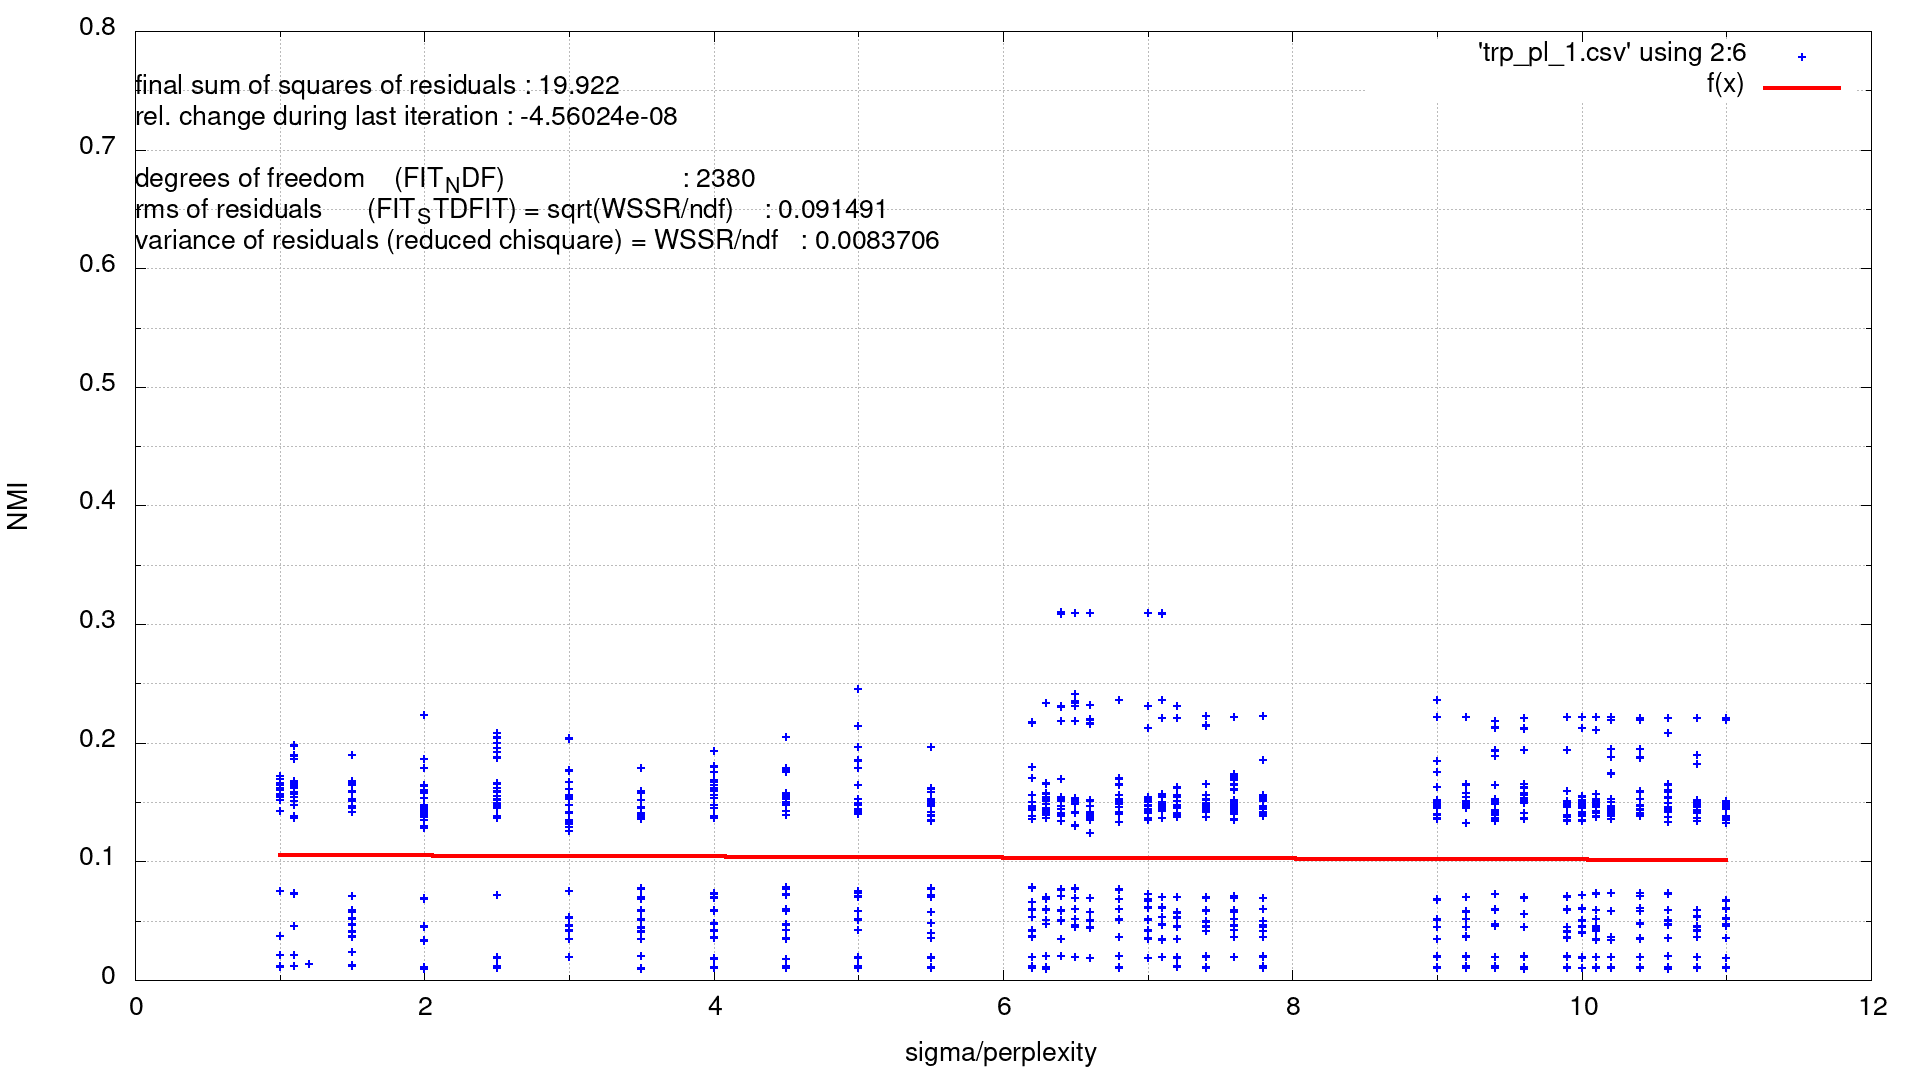 'trp_pl_1.csv' using 2:6
f(x)
final sum of squares of residuals : 19.922
rel. change during last iteration : -4.56024e-08
degrees of freedom (FIT_NDF) : 2380
rms of residuals (FIT_STDFIT) = sqrt(WSSR/ndf) : 0.091491
variance of residuals (reduced chisquare) = WSSR/ndf : 0.0083706
0.8
0.7
0.6
0.5
0.4
0.3
0.2
0.1
0
NMI
0 2 4 6 8 10 12
sigma/perplexity